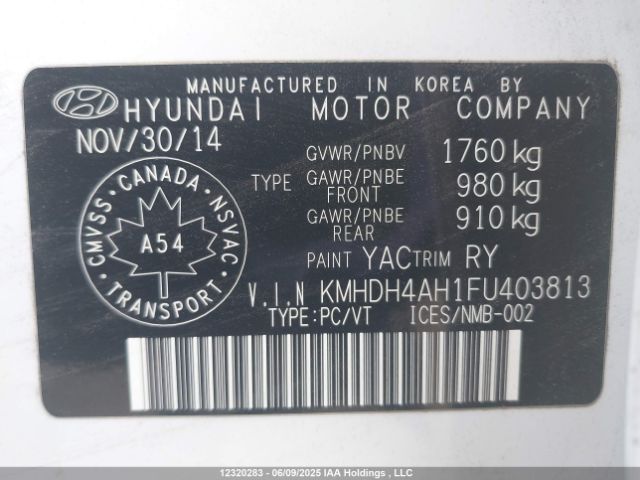 MANUFACTURED IN KOREA BY
HYUNDAI MOTOR COMPANY
NOV/30/14
GVWR/PNBV 1760 kg
TYPE GAWR/PNBE FRONT 980 kg
GAWR/PNBE REAR 910 kg
PAINT YAC TRIM RY
CMVSS · CANADA · NSVAC
A54
TRANSPORT
V.I.N KMHDH4AH1FU403813
TYPE:PC/VT ICES/NMB-002
12320283 - 06/09/2025 IAA Holdings , LLC